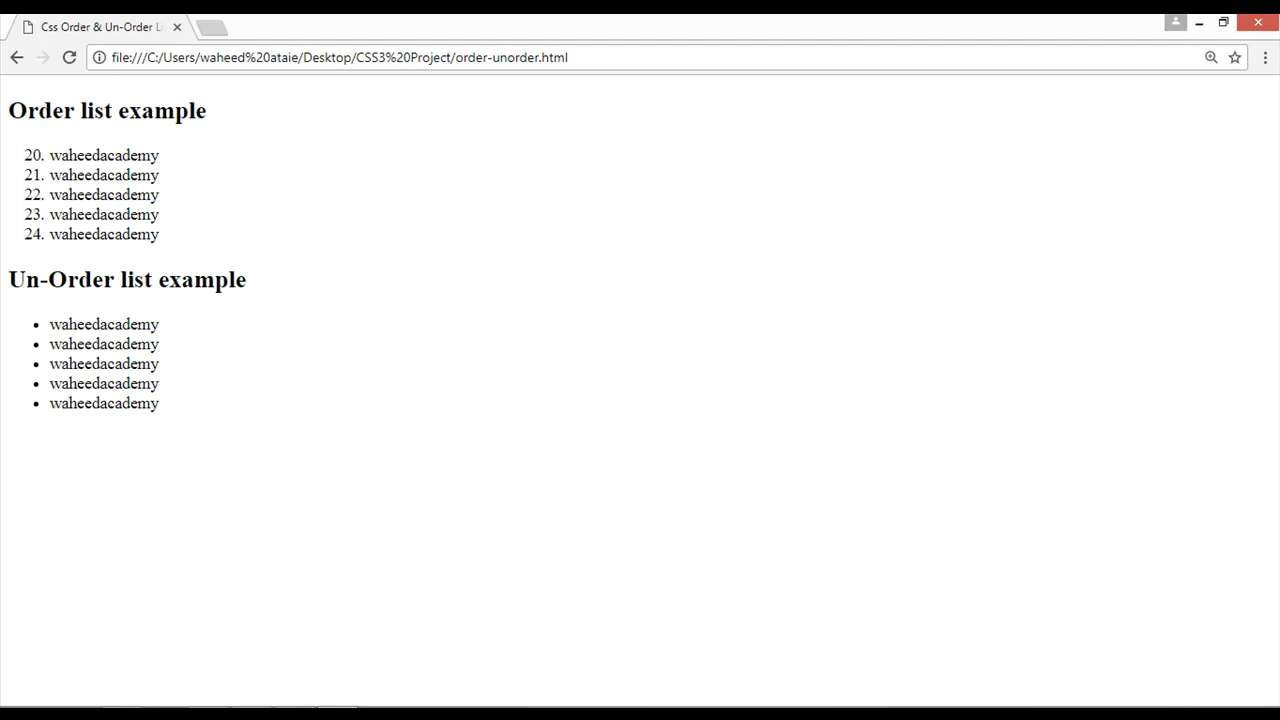 Css Order & Un-Order Li
file:///C:/Users/waheed%20ataie/Desktop/CSS3%20Project/order-unorder.html
Order list example
20. waheedacademy
21. waheedacademy
22. waheedacademy
23. waheedacademy
24. waheedacademy
Un-Order list example
• waheedacademy
• waheedacademy
• waheedacademy
• waheedacademy
• waheedacademy